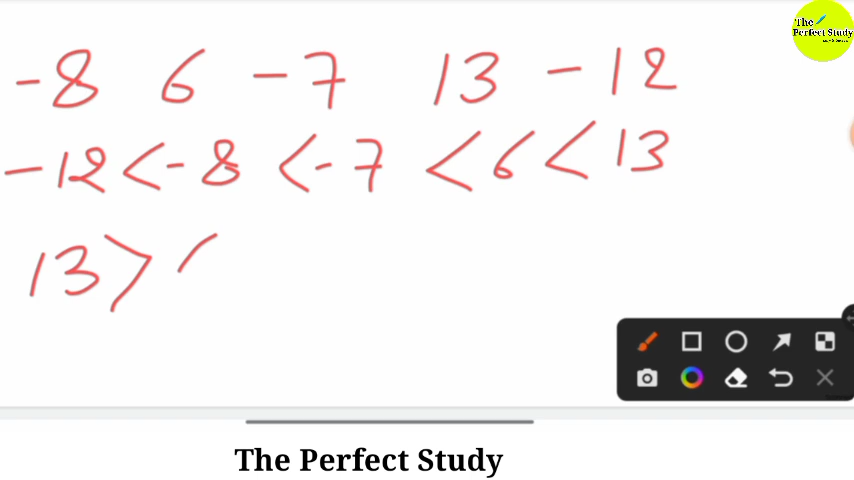 The
Perfect Study
-8 6 -7 13 -12
-12 < -8 < -7 < 6 < 13
13 >
The Perfect Study